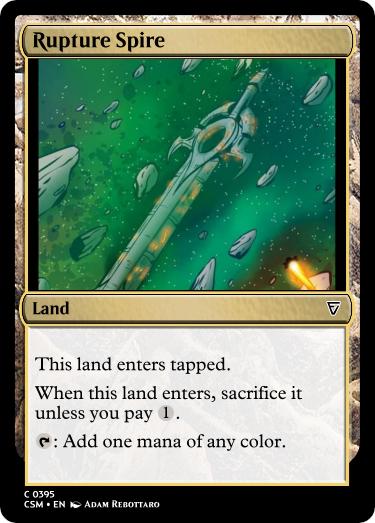 Rupture Spire
Land
This land enters tapped.
When this land enters, sacrifice it
unless you pay 1.
: Add one mana of any color.
C 0395
CSM • EN Adam Rebottaro